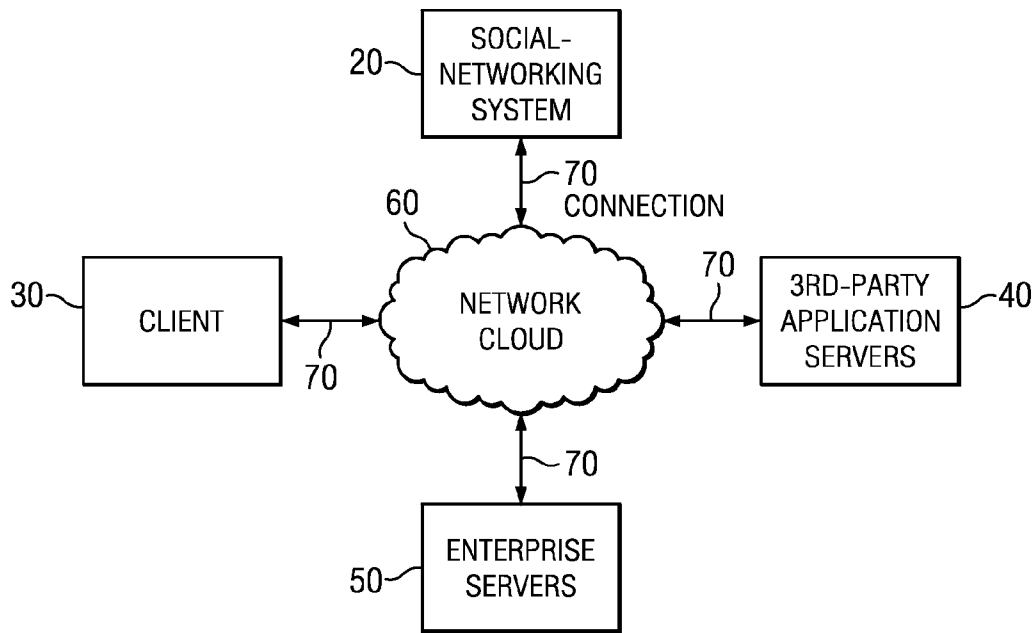 20
SOCIAL-
NETWORKING
SYSTEM
70
CONNECTION
60
30
CLIENT
70
NETWORK
CLOUD
70
3RD-PARTY
APPLICATION
SERVERS
40
70
50
ENTERPRISE
SERVERS